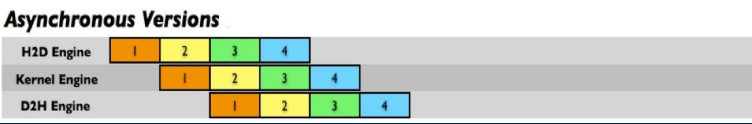 Asynchronous Versions
H2D Engine 1 2 3 4
Kernel Engine 1 2 3 4
D2H Engine 1 2 3 4